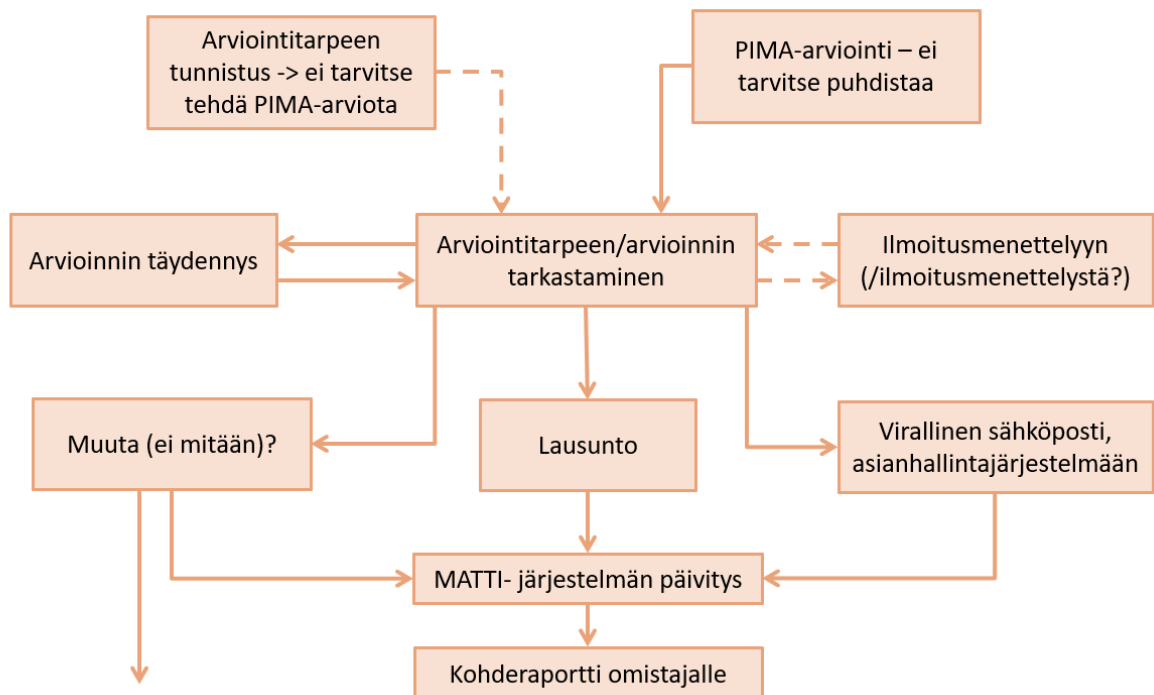 Arviointitarpeen
tunnistus -> ei tarvitse
tehdä PIMA-arviota
PIMA-arviointi – ei
tarvitse puhdistaa
Arvioinnin täydennys
Arviointitarpeen/arvioinnin
tarkastaminen
Ilmoitusmenettelyyn
(/ilmoitusmenettelystä?)
Muuta (ei mitään)?
Lausunto
Virallinen sähköposti,
asianhallintajärjestelmään
MATTI- järjestelmän päivitys
Kohderaportti omistajalle